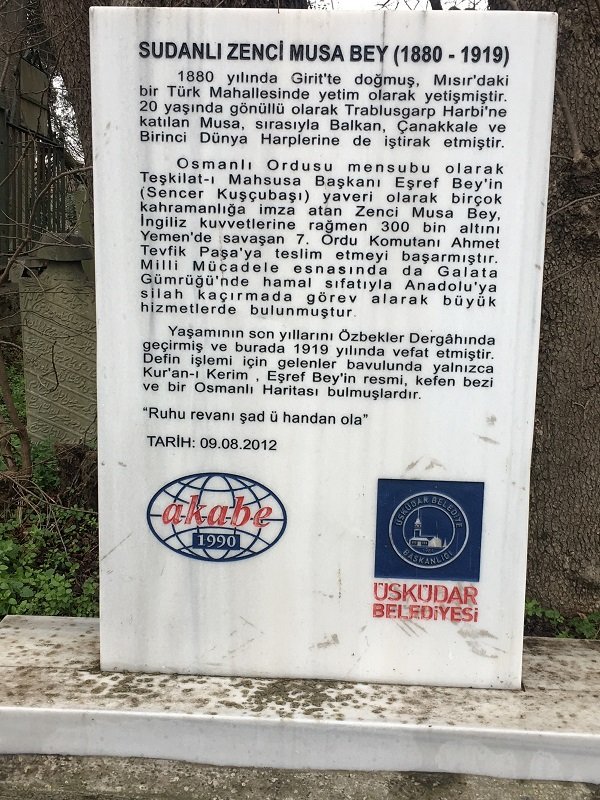 SUDANLI ZENCİ MUSA BEY (1880 - 1919)
1880 yılında Girit'te doğmuş, Mısır'daki
bir Türk Mahallesinde yetim olarak yetişmiştir.
20 yaşında gönüllü olarak Trablusgarp Harbi'ne
katılan Musa, sırasıyla Balkan, Çanakkale ve
Birinci Dünya Harplerine de iştirak etmiştir.
Osmanlı Ordusu mensubu olarak
Teşkilat-ı Mahsusa Başkanı Eşref Bey'in
(Sencer Kuşçubaşı) yaveri olarak birçok
kahramanlığa imza atan Zenci Musa Bey,
İngiliz kuvvetlerine rağmen 300 bin altını
Yemen'de savaşan 7. Ordu Komutanı Ahmet
Tevfik Paşa'ya teslim etmeyi başarmıştır.
Milli Mücadele esnasında da Galata
Gümrüğü'nde hamal sıfatıyla Anadolu'ya
silah kaçırmada görev alarak büyük
hizmetlerde bulunmuştur.
Yaşamının son yıllarını Özbekler Dergâhında
geçirmiş ve burada 1919 yılında vefat etmiştir.
Defin işlemi için gelenler bavulunda yalnızca
Kur'an-ı Kerim , Eşref Bey'in resmi, kefen bezi
ve bir Osmanlı Haritası bulmuşlardır.
“Ruhu revanı şad ü handan ola”
TARİH: 09.08.2012
akabe
1990
ÜSKÜDAR BELEDİYE
BAŞKANLIĞI
ÜSKÜDAR
BELEDİYESİ